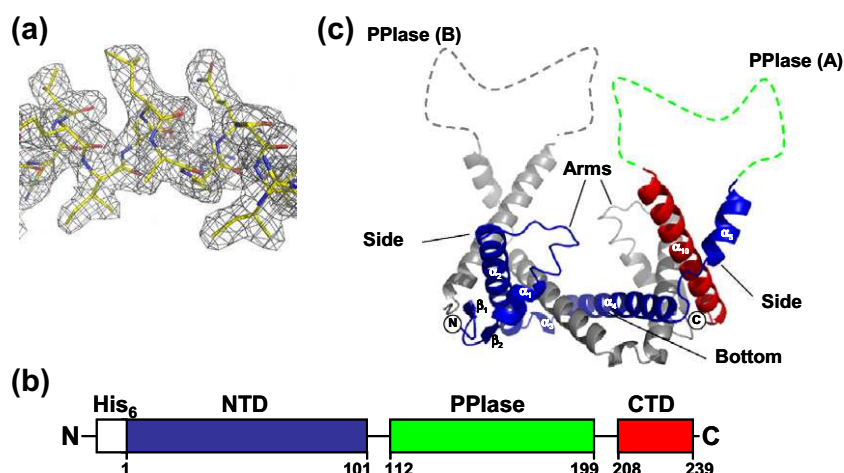 (a)
(c)
PPIase (B)
PPIase (A)
Arms
Side
α10
α5
α2
α1
β1
N
β2
α3
α4
C
Side
Bottom
(b)
His6
NTD
PPIase
CTD
N
C
1
101
112
199
208
239